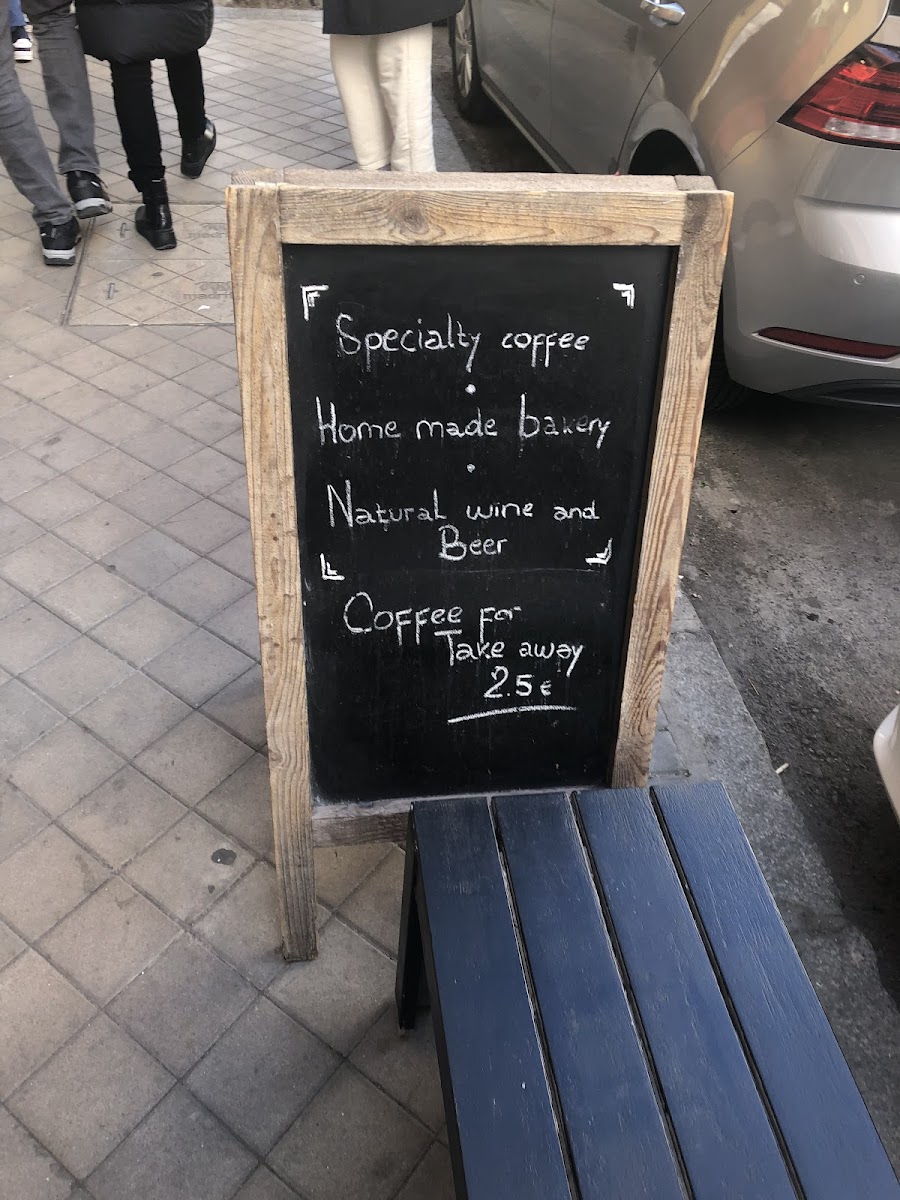 Specialty coffee
Home made bakery
Natural wine and
Beer
Coffee for
Take away
2.5€